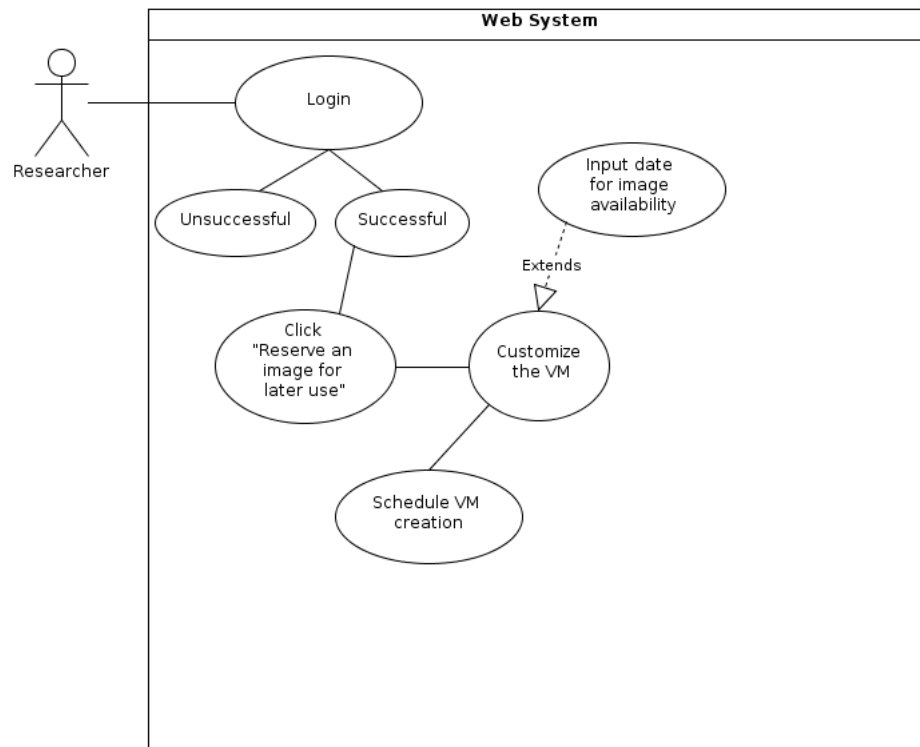 Web System
Login
Researcher
Unsuccessful
Successful
Input date
for image
availability
Extends
Click
"Reserve an
image for
later use"
Customize
the VM
Schedule VM
creation